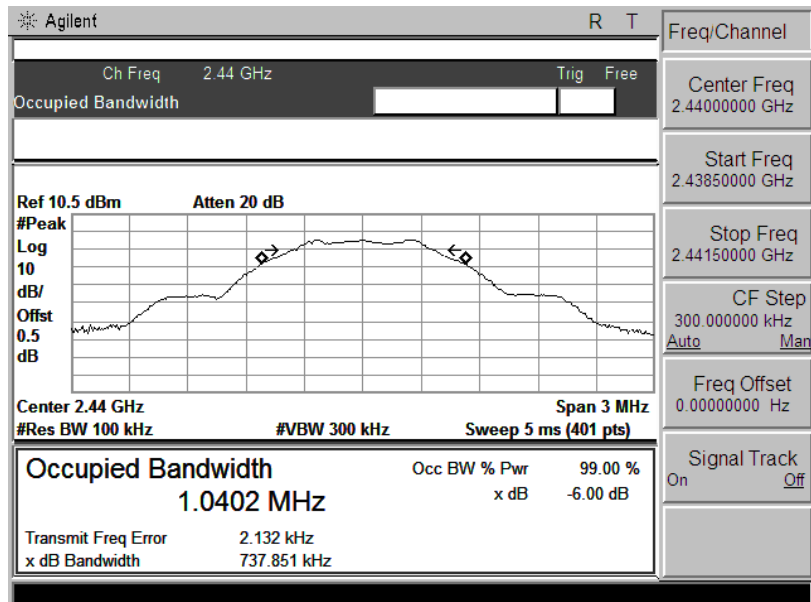 Agilent R T
Freq/Channel
Ch Freq 2.44 GHz Trig Free
Occupied Bandwidth
Center Freq
2.44000000 GHz
Start Freq
2.43850000 GHz
Stop Freq
2.44150000 GHz
CF Step
300.000000 kHz
Auto Man
Freq Offset
0.00000000 Hz
Signal Track
On Off
Ref 10.5 dBm Atten 20 dB
#Peak
Log
10
dB/
Offst
0.5
dB
Center 2.44 GHz Span 3 MHz
#Res BW 100 kHz #VBW 300 kHz Sweep 5 ms (401 pts)
Occupied Bandwidth Occ BW % Pwr 99.00 %
1.0402 MHz x dB -6.00 dB
Transmit Freq Error 2.132 kHz
x dB Bandwidth 737.851 kHz